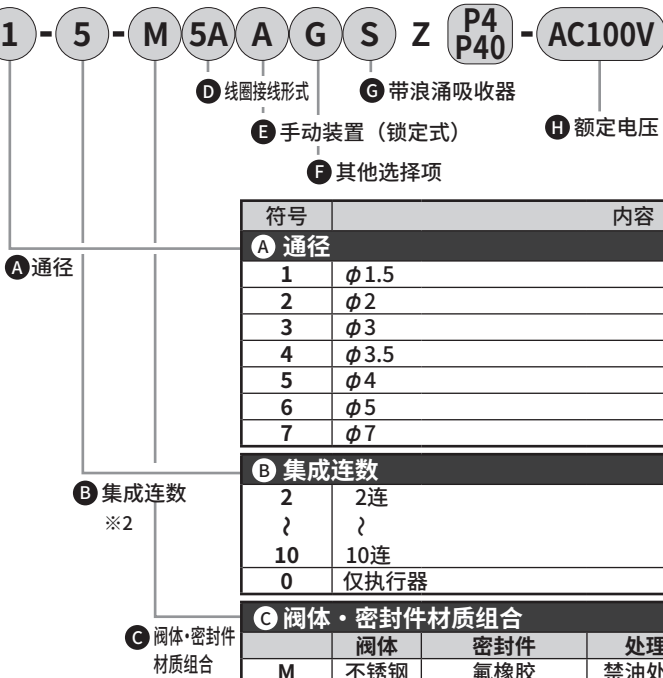 1 - 5 - M 5A A G S Z P4 P40 - AC100V
D 线圈接线形式
G 带浪涌吸收器
E 手动装置（锁定式）
H 额定电压
F 其他选择项
A 通径
B 集成连数
※2
C 阀体・密封件
材质组合
符号 内容
A 通径
1 φ1.5
2 φ2
3 φ3
4 φ3.5
5 φ4
6 φ5
7 φ7
B 集成连数
2 2连
~ ~
10 10连
0 仅执行器
C 阀体・密封件材质组合
阀体 密封件 处理
M 不锈钢 氟橡胶 禁油处